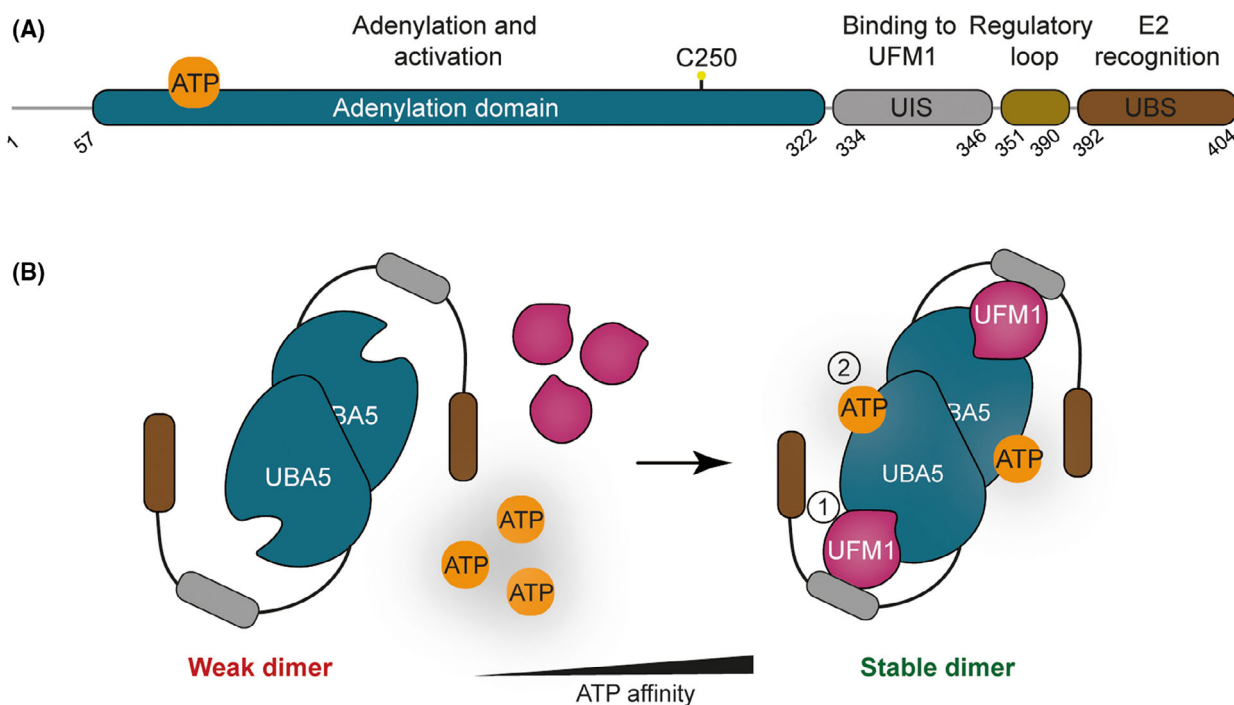 (A)
Adenylation and
activation
Binding to
UFM1
Regulatory
loop
E2
recognition
ATP
C250
Adenylation domain
UIS
UBS
1
57
322
334
346
351
390
392
404
(B)
BA5
UBA5
ATP
ATP
ATP
UFM1
2
ATP
BA5
ATP
UBA5
1
UFM1
Weak dimer
ATP affinity
Stable dimer